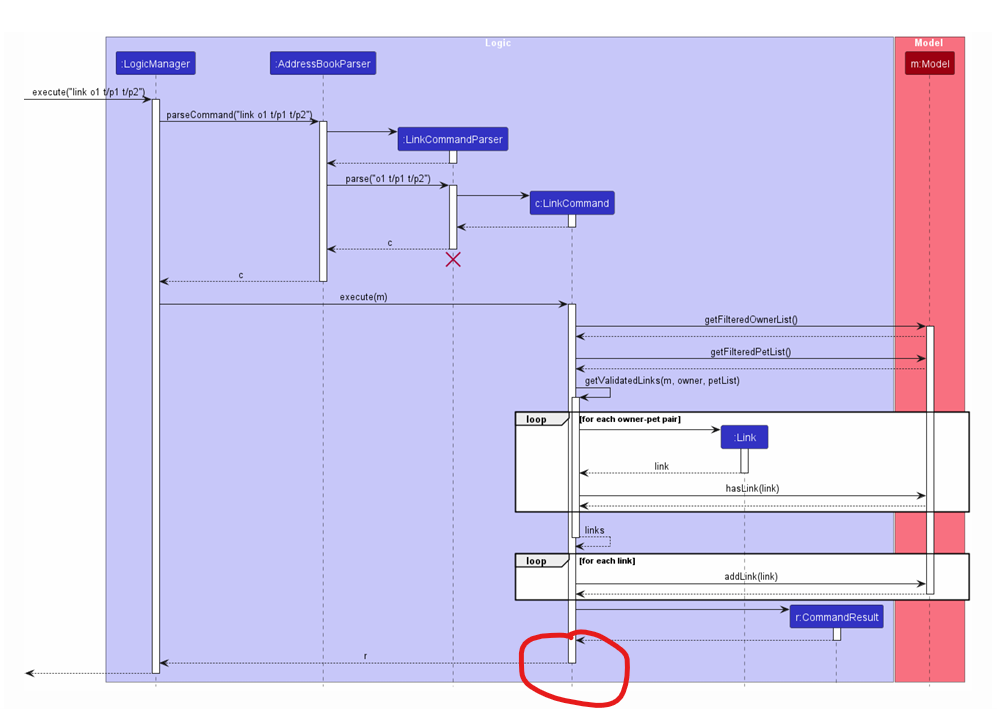 Logic
Model
:LogicManager
:AddressBookParser
m:Model
execute("link o1 t/p1 t/p2")
parseCommand("link o1 t/p1 t/p2")
:LinkCommandParser
parse("o1 t/p1 t/p2")
c:LinkCommand
c
c
execute(m)
getFilteredOwnerList()
getFilteredPetList()
getValidatedLinks(m, owner, petList)
loop [for each owner-pet pair]
:Link
link
hasLink(link)
links
loop [for each link]
addLink(link)
r:CommandResult
r